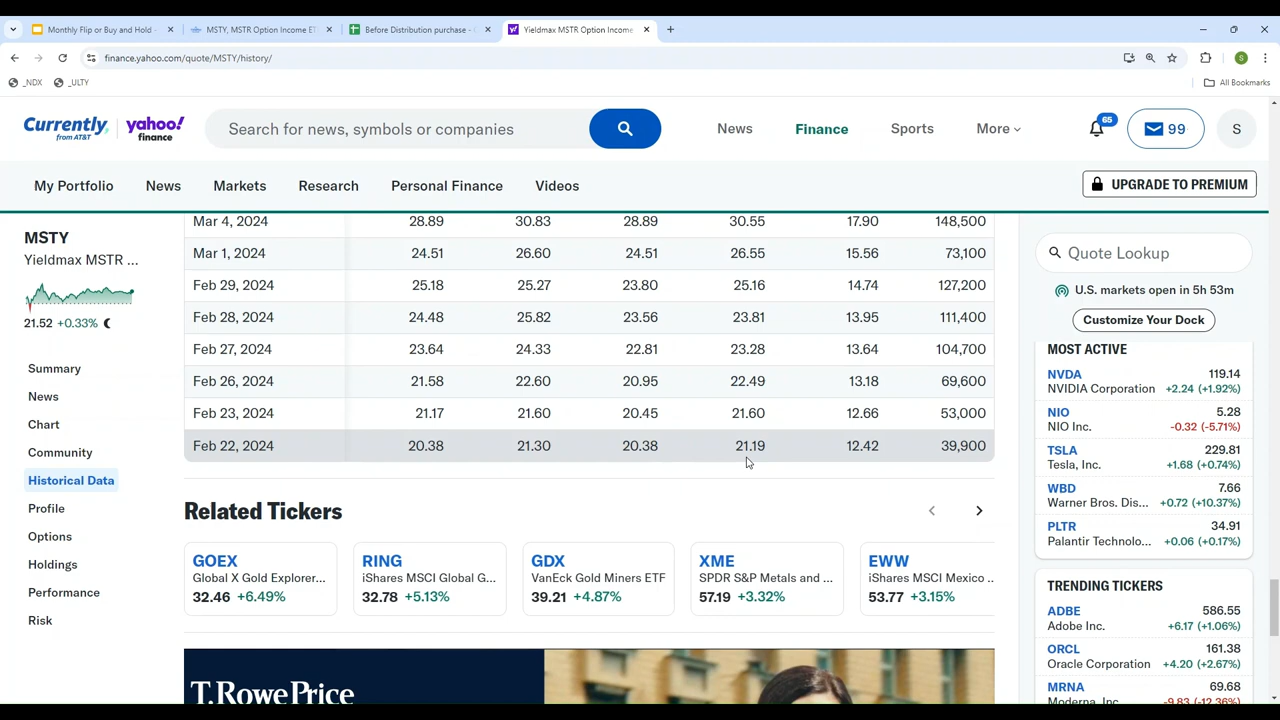 Monthly Flip or Buy and Hold -
MSTY, MSTR Option Income ET
Before Distribution purchase -
Yieldmax MSTR Option Income
finance.yahoo.com/quote/MSTY/history/
S
_NDX
_ULTY
All Bookmarks
Currently,
from AT&T
yahoo!
finance
Search for news, symbols or companies
News
Finance
Sports
More
65
99
S
My Portfolio
News
Markets
Research
Personal Finance
Videos
UPGRADE TO PREMIUM
MSTY
Yieldmax MSTR ...
21.52 +0.33%
Summary
News
Chart
Community
Historical Data
Profile
Options
Holdings
Performance
Risk
Mar 4, 2024 28.89 30.83 28.89 30.55 17.90 148,500
Mar 1, 2024 24.51 26.60 24.51 26.55 15.56 73,100
Feb 29, 2024 25.18 25.27 23.80 25.16 14.74 127,200
Feb 28, 2024 24.48 25.82 23.56 23.81 13.95 111,400
Feb 27, 2024 23.64 24.33 22.81 23.28 13.64 104,700
Feb 26, 2024 21.58 22.60 20.95 22.49 13.18 69,600
Feb 23, 2024 21.17 21.60 20.45 21.60 12.66 53,000
Feb 22, 2024 20.38 21.30 20.38 21.19 12.42 39,900
Related Tickers
GOEX
Global X Gold Explorer...
32.46 +6.49%
RING
iShares MSCI Global G...
32.78 +5.13%
GDX
VanEck Gold Miners ETF
39.21 +4.87%
XME
SPDR S&P Metals and ...
57.19 +3.32%
EWW
iShares MSCI Mexico ..
53.77 +3.15%
T.RowePrice
Quote Lookup
U.S. markets open in 5h 53m
Customize Your Dock
MOST ACTIVE
NVDA 119.14
NVIDIA Corporation +2.24 (+1.92%)
NIO 5.28
NIO Inc. -0.32 (-5.71%)
TSLA 229.81
Tesla, Inc. +1.68 (+0.74%)
WBD 7.66
Warner Bros. Dis... +0.72 (+10.37%)
PLTR 34.91
Palantir Technolo... +0.06 (+0.17%)
TRENDING TICKERS
ADBE 586.55
Adobe Inc. +6.17 (+1.06%)
ORCL 161.38
Oracle Corporation +4.20 (+2.67%)
MRNA 69.68
Moderna, Inc. -9.83 (-12.36%)